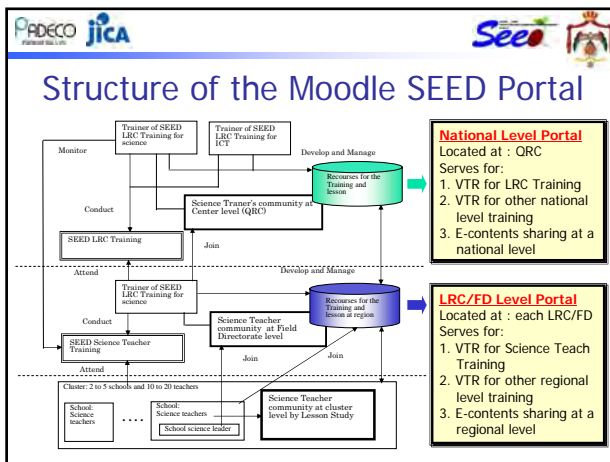 PADECO jica Seed
Structure of the Moodle SEED Portal
Trainer of SEED
LRC Training for
science
Trainer of SEED
LRC Training for
ICT
Monitor
Develop and Manage
Recourses for the
Training and
lesson
Science Traner's community at
Center level (QRC)
Conduct
Join
SEED LRC Training
Attend
Develop and Manage
Trainer of SEED
LRC Training for
science
Recourses for the
Training and
lesson at region
Science Teacher
community at Field
Directorate level
Conduct
SEED Science Teacher
Training
Join
Join
Attend
Cluster: 2 to 5 schools and 10 to 20 teachers
School:
Science
teachers
....
School:
Science teachers
School science leader
Science Teacher
community at cluster
level by Lesson Study
National Level Portal
Located at : QRC
Serves for:
1. VTR for LRC Training
2. VTR for other national
level training
3. E-contents sharing at a
national level
LRC/FD Level Portal
Located at : each LRC/FD
Serves for:
1. VTR for Science Teach
Training
2. VTR for other regional
level training
3. E-contents sharing at a
regional level